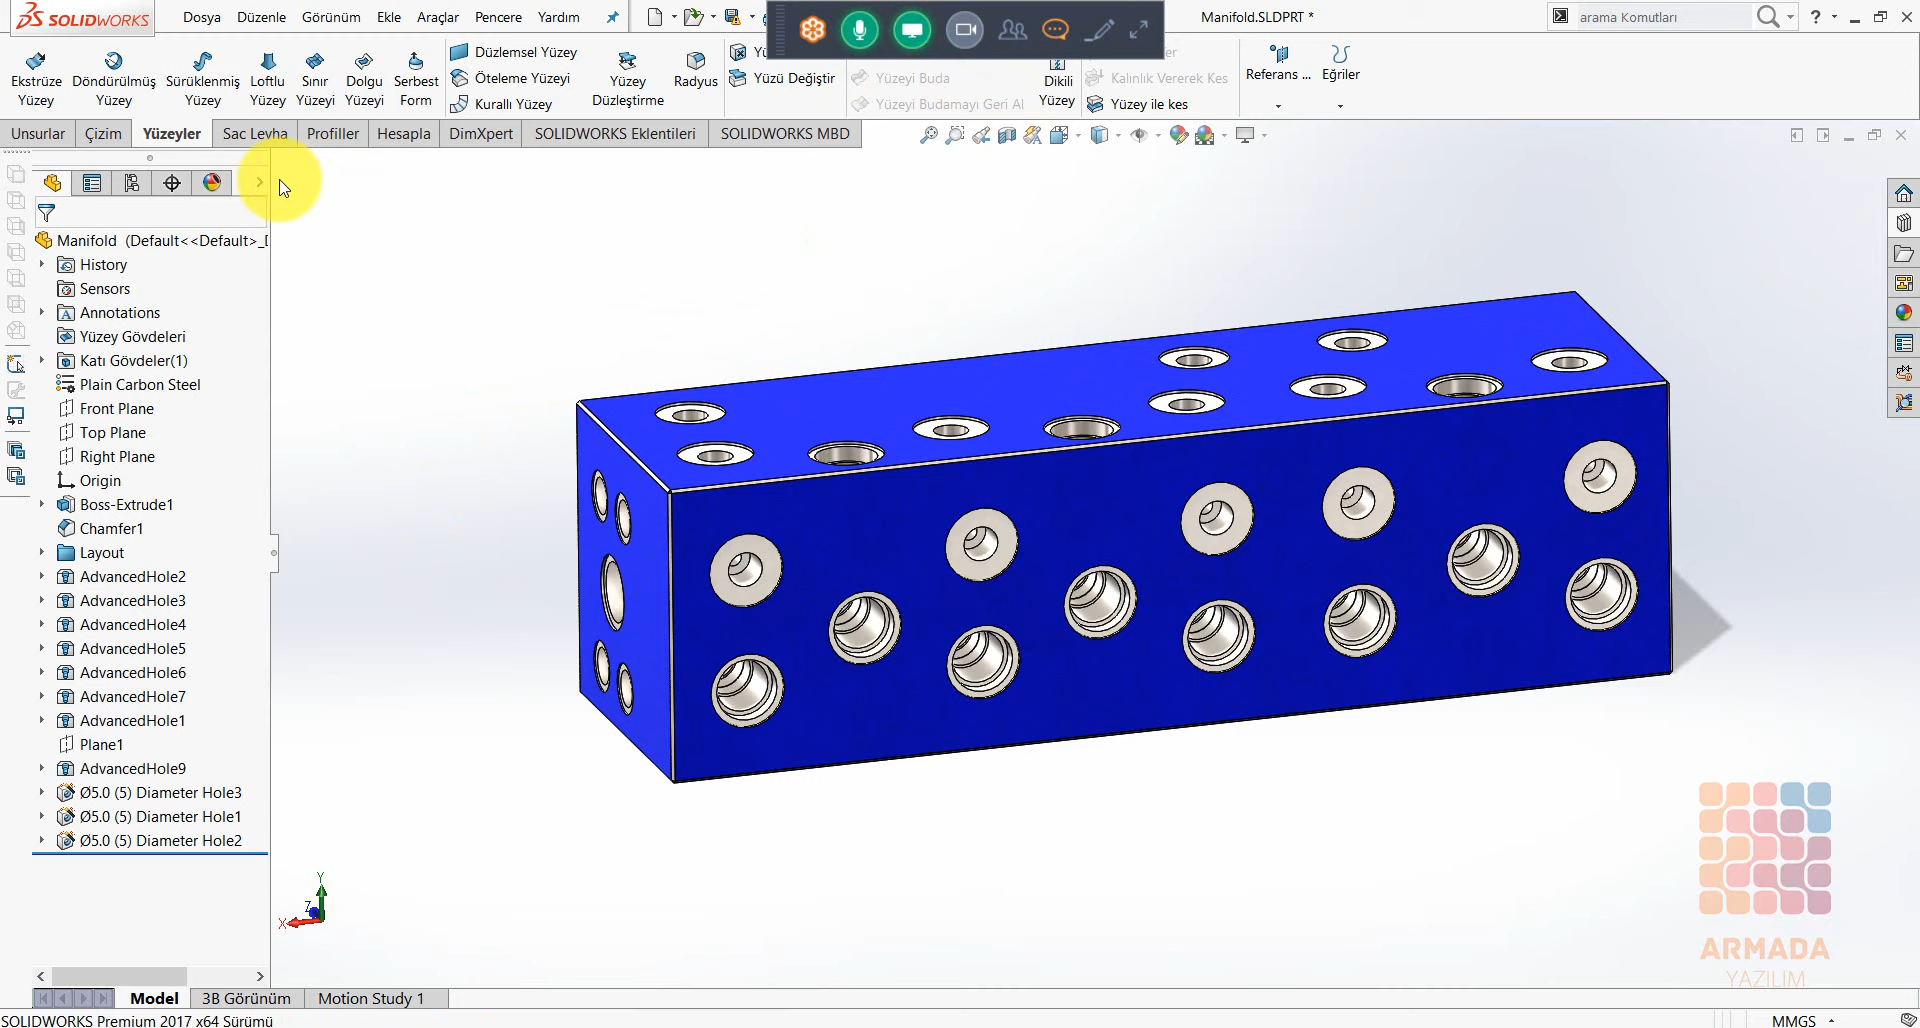 SOLIDWORKS
Dosya Düzenle Görünüm Ekle Araçlar Pencere Yardım
Manifold.SLDPRT *
arama Komutları
?
Ekstrüze Yüzey
Döndürülmüş Yüzey
Sürüklenmiş Yüzey
Loftlu Yüzey
Sınır Yüzeyi
Dolgu Yüzeyi
Serbest Form
Düzlemsel Yüzey
Öteleme Yüzeyi
Kurallı Yüzey
Yüzey Düzleştirme
Radyus
Yüzü Değiştir
Yüzeyi Buda
Yüzeyi Budamayı Geri Al
Dikili Yüzey
Kalınlık Vererek Kes
Yüzey ile kes
Referans ...
Eğriler
Unsurlar Çizim Yüzeyler Sac Levha Profiller Hesapla DimXpert SOLIDWORKS Eklentileri SOLIDWORKS MBD
Manifold (Default<<Default>_
History
Sensors
Annotations
Yüzey Gövdeleri
Katı Gövdeler(1)
Plain Carbon Steel
Front Plane
Top Plane
Right Plane
Origin
Boss-Extrude1
Chamfer1
Layout
AdvancedHole2
AdvancedHole3
AdvancedHole4
AdvancedHole5
AdvancedHole6
AdvancedHole7
AdvancedHole1
Plane1
AdvancedHole9
Ø5.0 (5) Diameter Hole3
Ø5.0 (5) Diameter Hole1
Ø5.0 (5) Diameter Hole2
Y
Z
X
ARMADA
YAZILIM
Model 3B Görünüm Motion Study 1
SOLIDWORKS Premium 2017 x64 Sürümü
MMGS